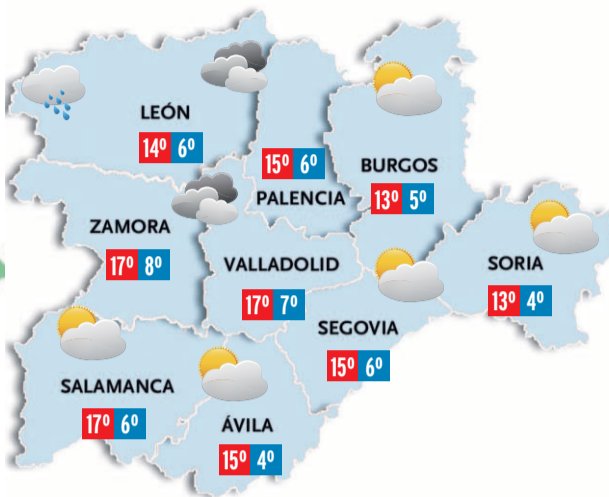 LEÓN
14º 6º
15º 6º
PALENCIA
BURGOS
13º 5º
ZAMORA
17º 8º
VALLADOLID
17º 7º
SORIA
13º 4º
SEGOVIA
15º 6º
SALAMANCA
17º 6º
ÁVILA
15º 4º